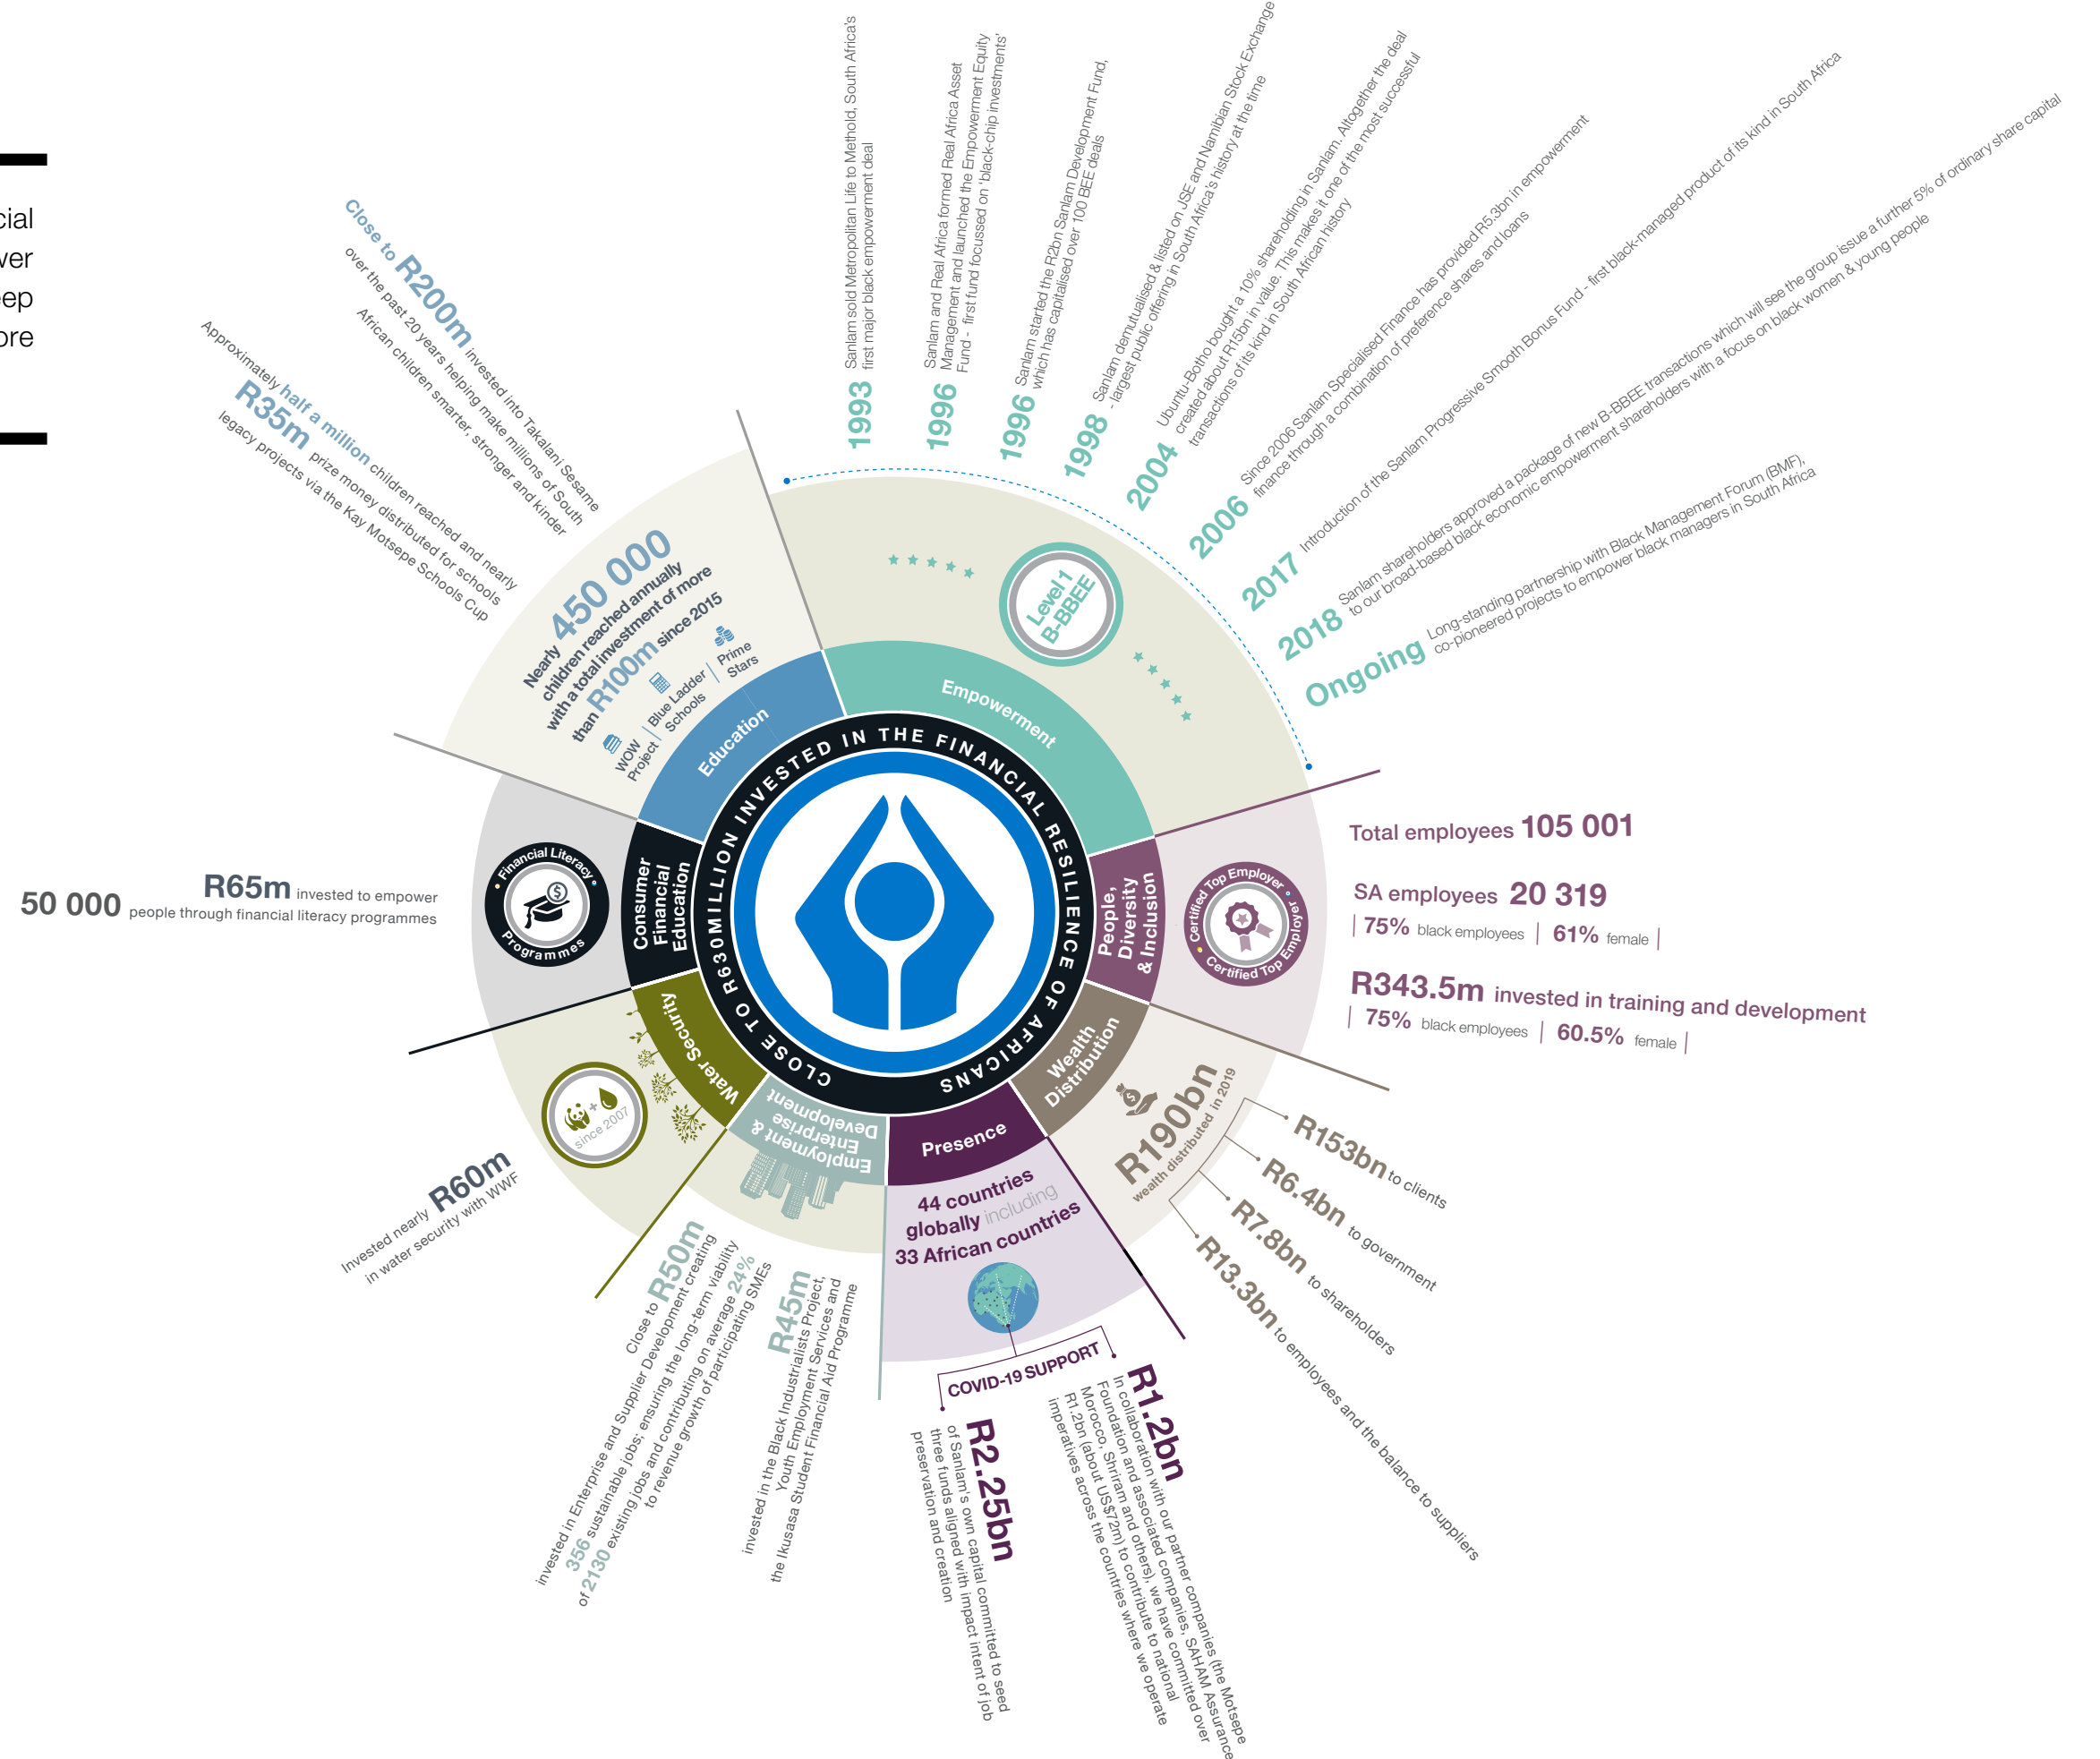 cial
ver
eep
ore
CLOSE TO R630MILLION INVESTED IN THE FINANCIAL RESILIENCE OF AFRICANS
Empowerment
Level 1
B-BBEE
1993 Sanlam sold Metropolitan Life to Methold, South Africa's
first major black empowerment deal
1996 Sanlam and Real Africa formed Real Africa Asset
Management and launched the Empowerment Equity
Fund - first fund focussed on 'black-chip investments'
1996 Sanlam started the R2bn Sanlam Development Fund,
which has capitalised over 100 BEE deals
1998 Sanlam demutualised & listed on JSE and Namibian Stock Exchange
- largest public offering in South Africa's history at the time
2004 Ubuntu-Botho bought a 10% shareholding in Sanlam. Altogether the deal
created about R15bn in value. This makes it one of the most successful
transactions of its kind in South African history
2006 Since 2006 Sanlam Specialised Finance has provided R5.3bn in empowerment
finance through a combination of preference shares and loans
2017 Introduction of the Sanlam Progressive Smooth Bonus Fund - first black-managed product of its kind in South Africa
2018 Sanlam shareholders approved a package of new B-BBEE transactions which will see the group issue a further 5% of ordinary share capital
to our broad-based black economic empowerment shareholders with a focus on black women & young people
Ongoing Long-standing partnership with Black Management Forum (BMF),
co-pioneered projects to empower black managers in South Africa
People,
Diversity
& Inclusion
Certified Top Employer
Certified Top Employer
Total employees 105 001
SA employees 20 319
75% black employees 61% female
R343.5m invested in training and development
75% black employees 60.5% female
Wealth
Distribution
R190bn
wealth distributed in 2019
R153bn to clients
R6.4bn to government
R7.8bn to shareholders
R13.3bn to employees and the balance to suppliers
Presence
44 countries
globally including
33 African countries
COVID-19 SUPPORT
R1.2bn
In collaboration with our partner companies (the Motsepe
Foundation and associated companies, SAHAM Assurance
Morocco, Shriram and others), we have committed over
R1.2bn (about US$72m) to contribute to national
imperatives across the countries where we operate
R2.25bn
of Sanlam's own capital committed to seed
three funds aligned with impact intent of job
preservation and creation
Employment &
Enterprise
Development
R45m
invested in the Black Industrialists Project,
Youth Employment Services and
the Ikusasa Student Financial Aid Programme
Close to R50m
invested in Enterprise and Supplier Development creating
356 sustainable jobs; ensuring the long-term viability
of 2130 existing jobs and contributing on average 24%
to revenue growth of participating SMEs
Water Security
since 2007
Invested nearly R60m
in water security with WWF
Consumer
Financial
Education
Financial Literacy
Programmes
R65m invested to empower
50 000 people through financial literacy programmes
Education
Nearly 450 000
children reached annually
with a total investment of more
than R100m since 2015
WOW
Project
Blue Ladder
Schools
Prime
Stars
Approximately half a million children reached and nearly
R35m prize money distributed for schools
legacy projects via the Kay Motsepe Schools Cup
Close to R200m invested into Takalani Sesame
over the past 20 years helping make millions of South
African children smarter, stronger and kinder